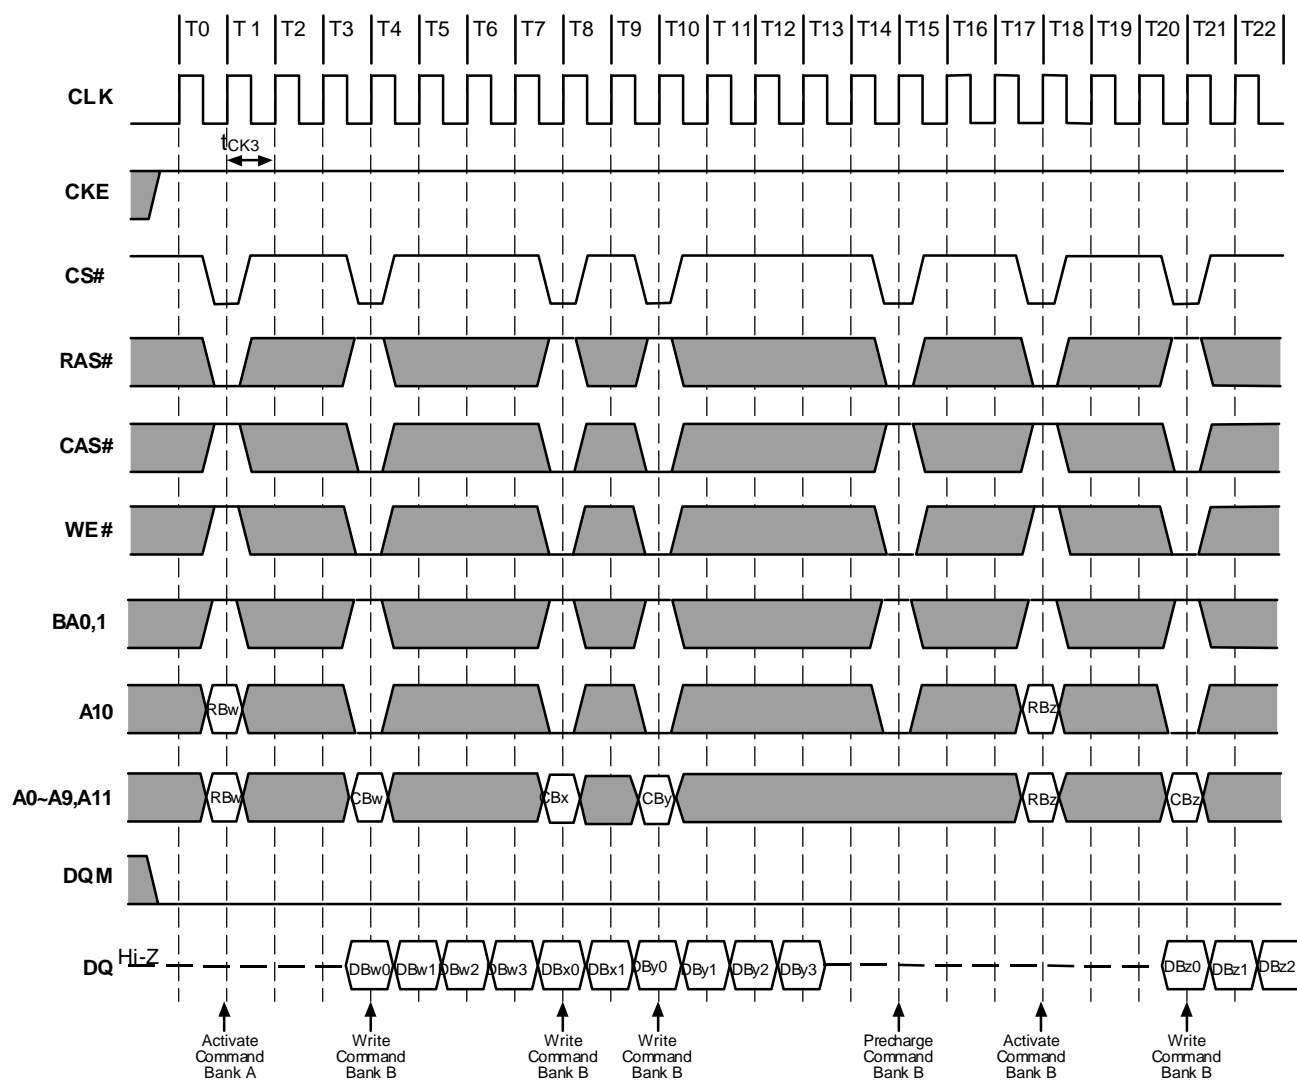 T0 T 1 T2 T3 T4 T5 T6 T7 T8 T9 T10 T 11 T12 T13 T14 T15 T16 T17 T18 T19 T20 T21 T22
CLK
tCK3
CKE
CS#
RAS#
CAS#
WE#
BA0,1
A10 RBw RBz
A0~A9,A11 RBw CBw CBx CBy RBz CBz
DQM
DQ Hi-Z DBw0 DBw1 DBw2 DBw3 DBx0 DBx1 DBy0 DBy1 DBy2 DBy3 DBz0 DBz1 DBz2
Activate Write Write Write Precharge Activate Write
Command Command Command Command Command Command Command
Bank A Bank B Bank B Bank B Bank B Bank B Bank B